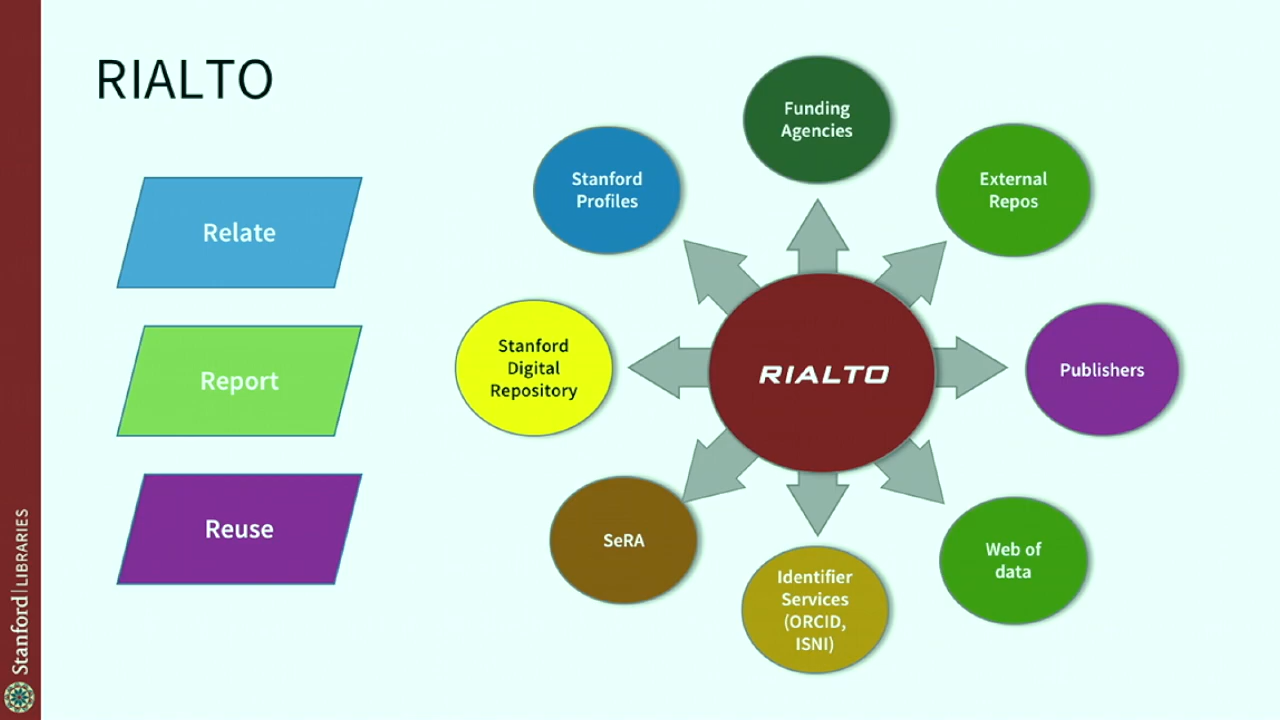 RIALTO
Relate
Report
Reuse
Funding
Agencies
Stanford
Profiles
External
Repos
Stanford
Digital
Repository
RIALTO
Publishers
SeRA
Identifier
Services
(ORCID,
ISNI)
Web of
data
Stanford|LIBRARIES